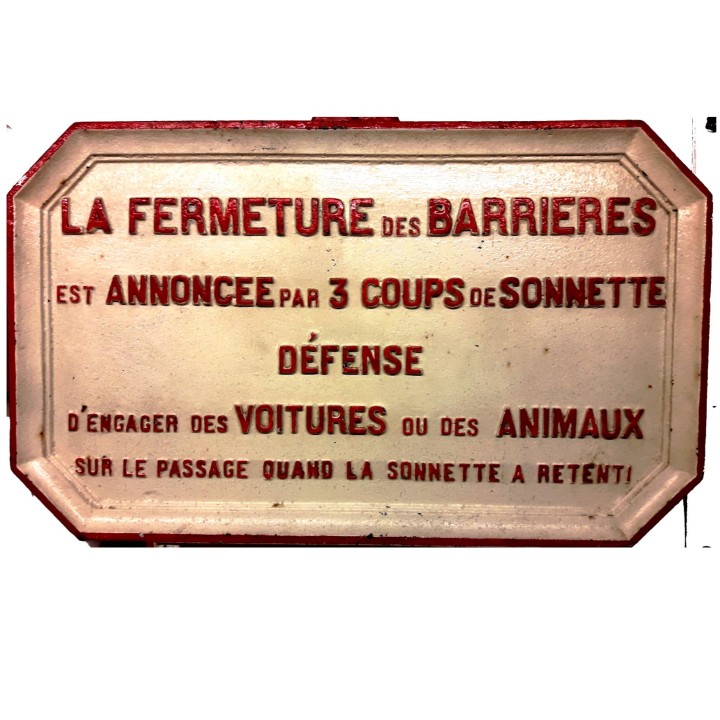 LA FERMETURE DES BARRIERES
EST ANNONCEE PAR 3 COUPS DE SONNETTE
DÉFENSE
D'ENGAGER DES VOITURES OU DES ANIMAUX
SUR LE PASSAGE QUAND LA SONNETTE A RETENTI